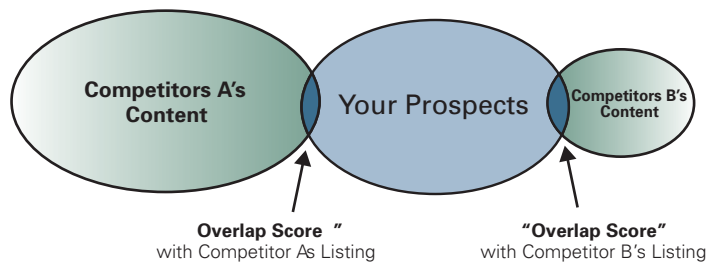 Competitors A's
Content
Your Prospects
Competitors B's
Content
Overlap Score  ”
with Competitor As Listing
“Overlap Score”
with Competitor B's Listing